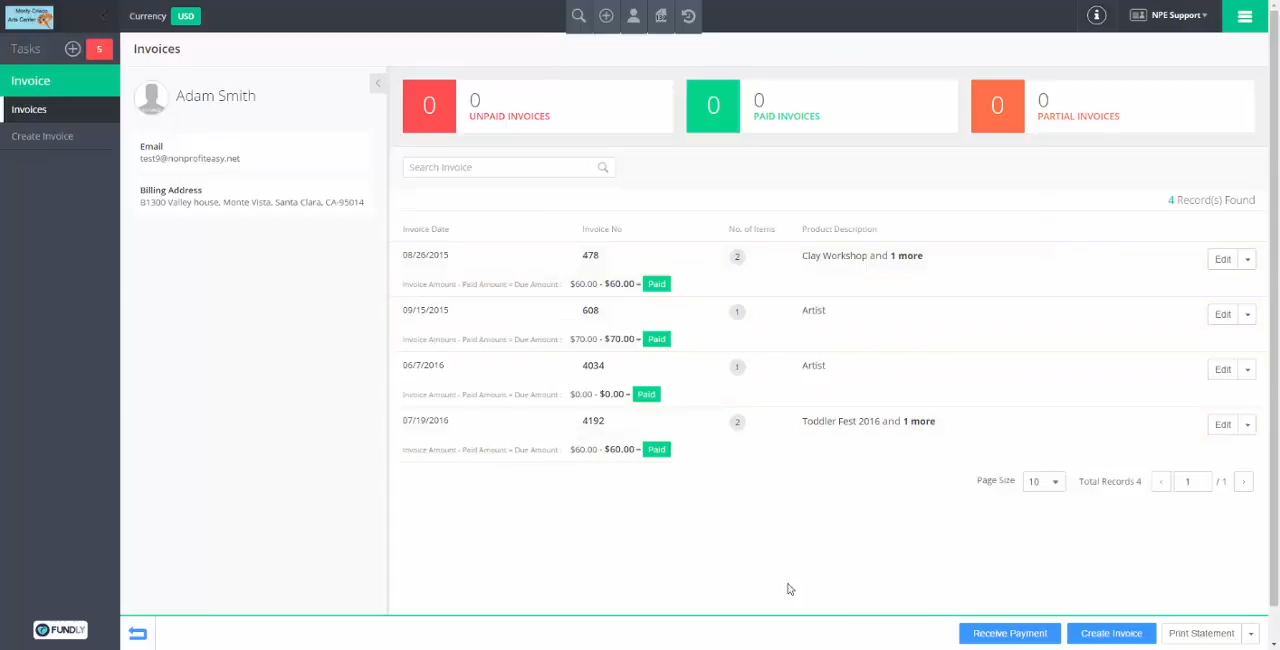 Monty Criado Arts Center
Currency USD
NPE Support
Tasks 5
Invoices
Invoice
Invoices
Create Invoice
Adam Smith
Email
test9@nonprofiteasy.net
Billing Address
B1300 Valley house, Monte Vista, Santa Clara, CA-95014
0 0 UNPAID INVOICES
0 0 PAID INVOICES
0 0 PARTIAL INVOICES
Search Invoice
4 Record(s) Found
Invoice Date Invoice No No. of Items Product Description
08/26/2015 478 2 Clay Workshop and 1 more Edit
Invoice Amount - Paid Amount = Due Amount : $60.00 - $60.00 = Paid
09/15/2015 608 1 Artist Edit
Invoice Amount - Paid Amount = Due Amount : $70.00 - $70.00 = Paid
06/7/2016 4034 1 Artist Edit
Invoice Amount - Paid Amount = Due Amount : $0.00 - $0.00 = Paid
07/19/2016 4192 2 Toddler Fest 2016 and 1 more Edit
Invoice Amount - Paid Amount = Due Amount : $60.00 - $60.00 = Paid
Page Size 10 Total Records 4 < 1 / 1 >
FUNDLY
Receive Payment Create Invoice Print Statement